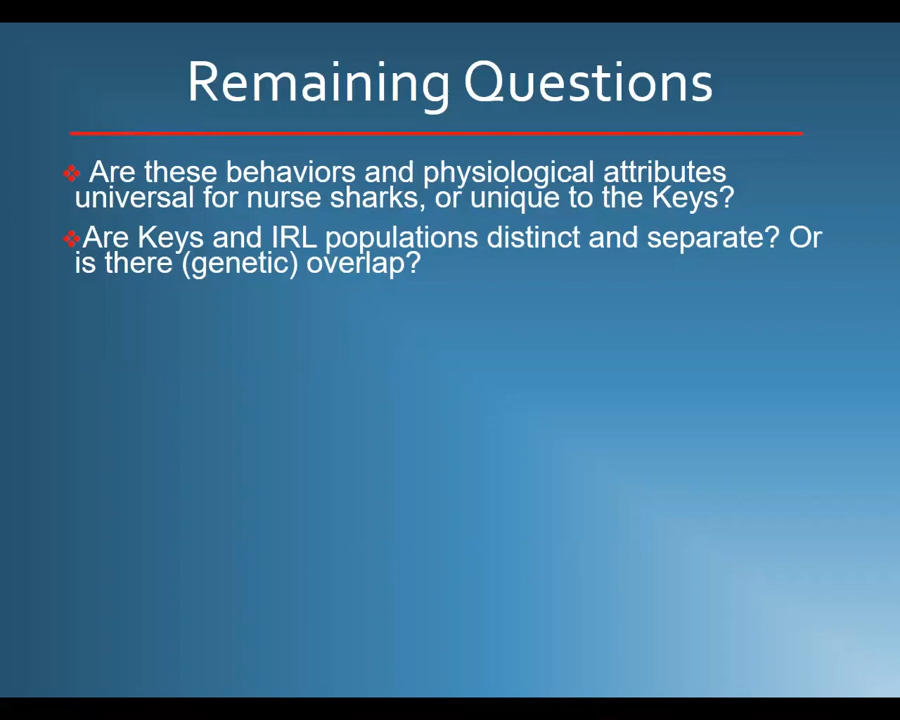 Remaining Questions
Are these behaviors and physiological attributes
universal for nurse sharks, or unique to the Keys?
Are Keys and IRL populations distinct and separate? Or
is there (genetic) overlap?